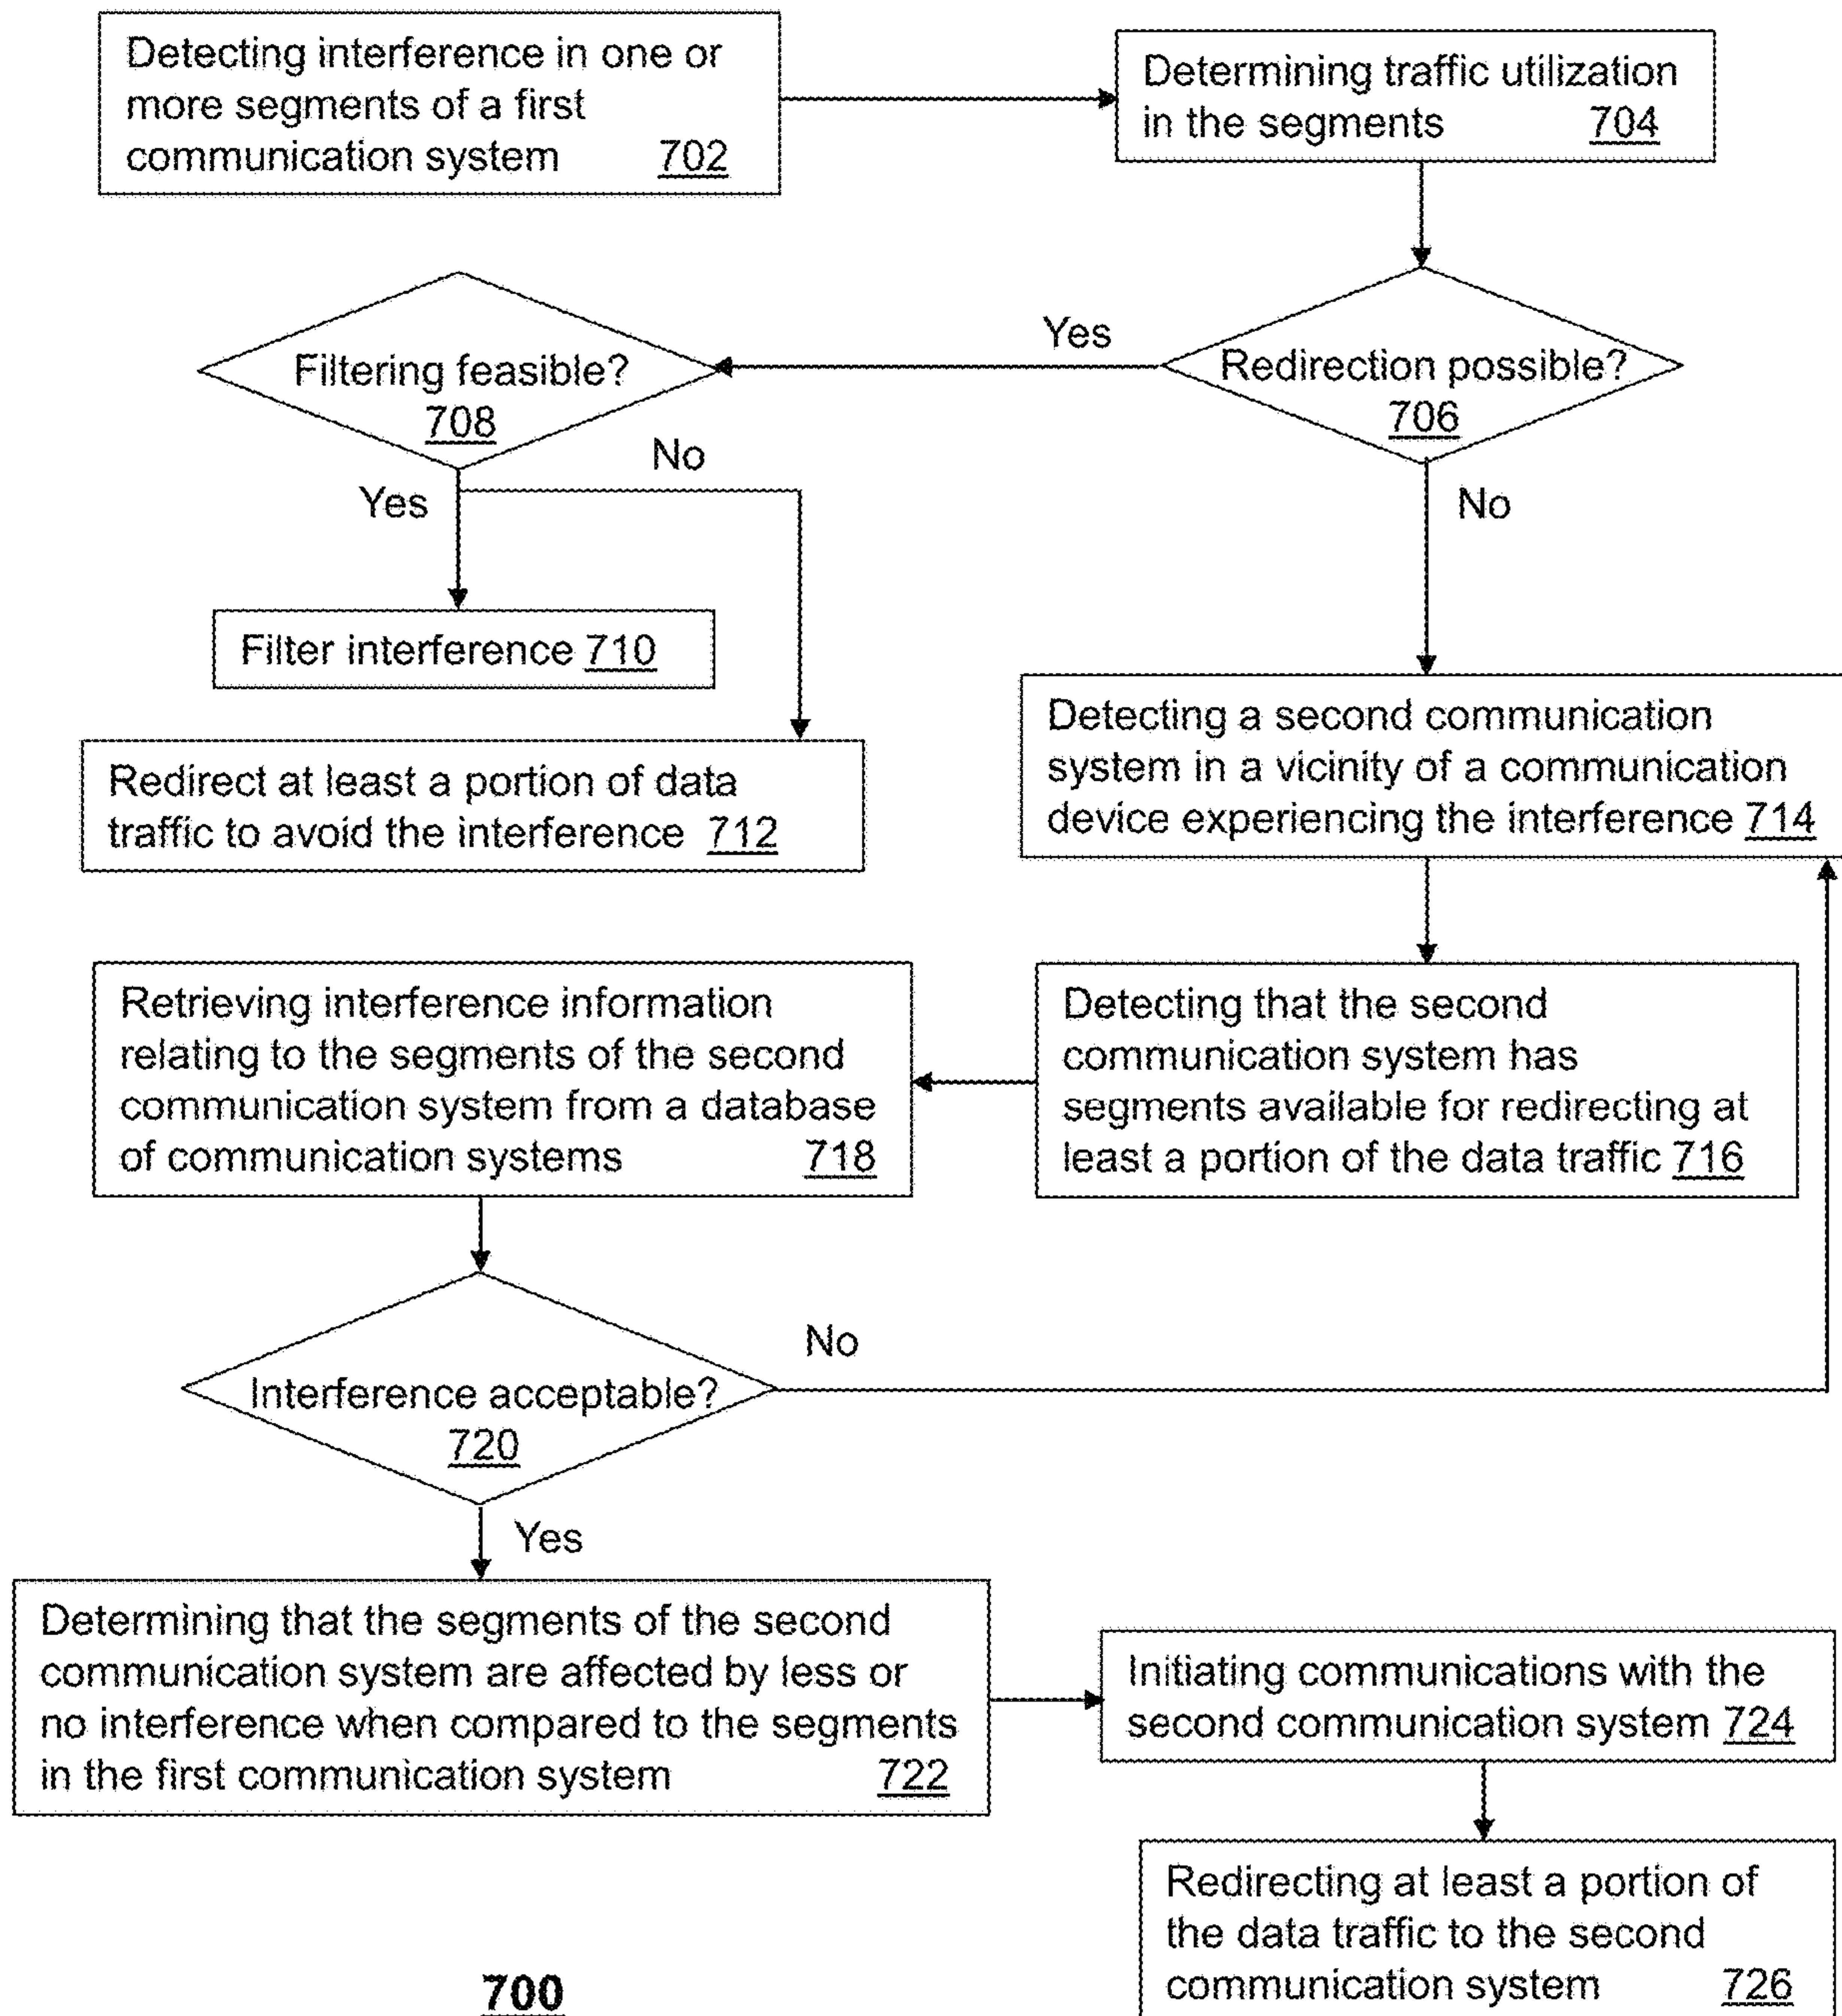 Detecting interference in one or
more segments of a first
communication system 702
Determining traffic utilization
in the segments 704
Redirection possible?
706
Yes
No
Filtering feasible?
708
Yes
No
Filter interference 710
Redirect at least a portion of data
traffic to avoid the interference 712
Detecting a second communication
system in a vicinity of a communication
device experiencing the interference 714
Detecting that the second
communication system has
segments available for redirecting at
least a portion of the data traffic 716
Retrieving interference information
relating to the segments of the second
communication system from a database
of communication systems 718
Interference acceptable?
720
No
Yes
Determining that the segments of the second
communication system are affected by less or
no interference when compared to the segments
in the first communication system 722
Initiating communications with the
second communication system 724
Redirecting at least a portion of
the data traffic to the second
communication system 726
700